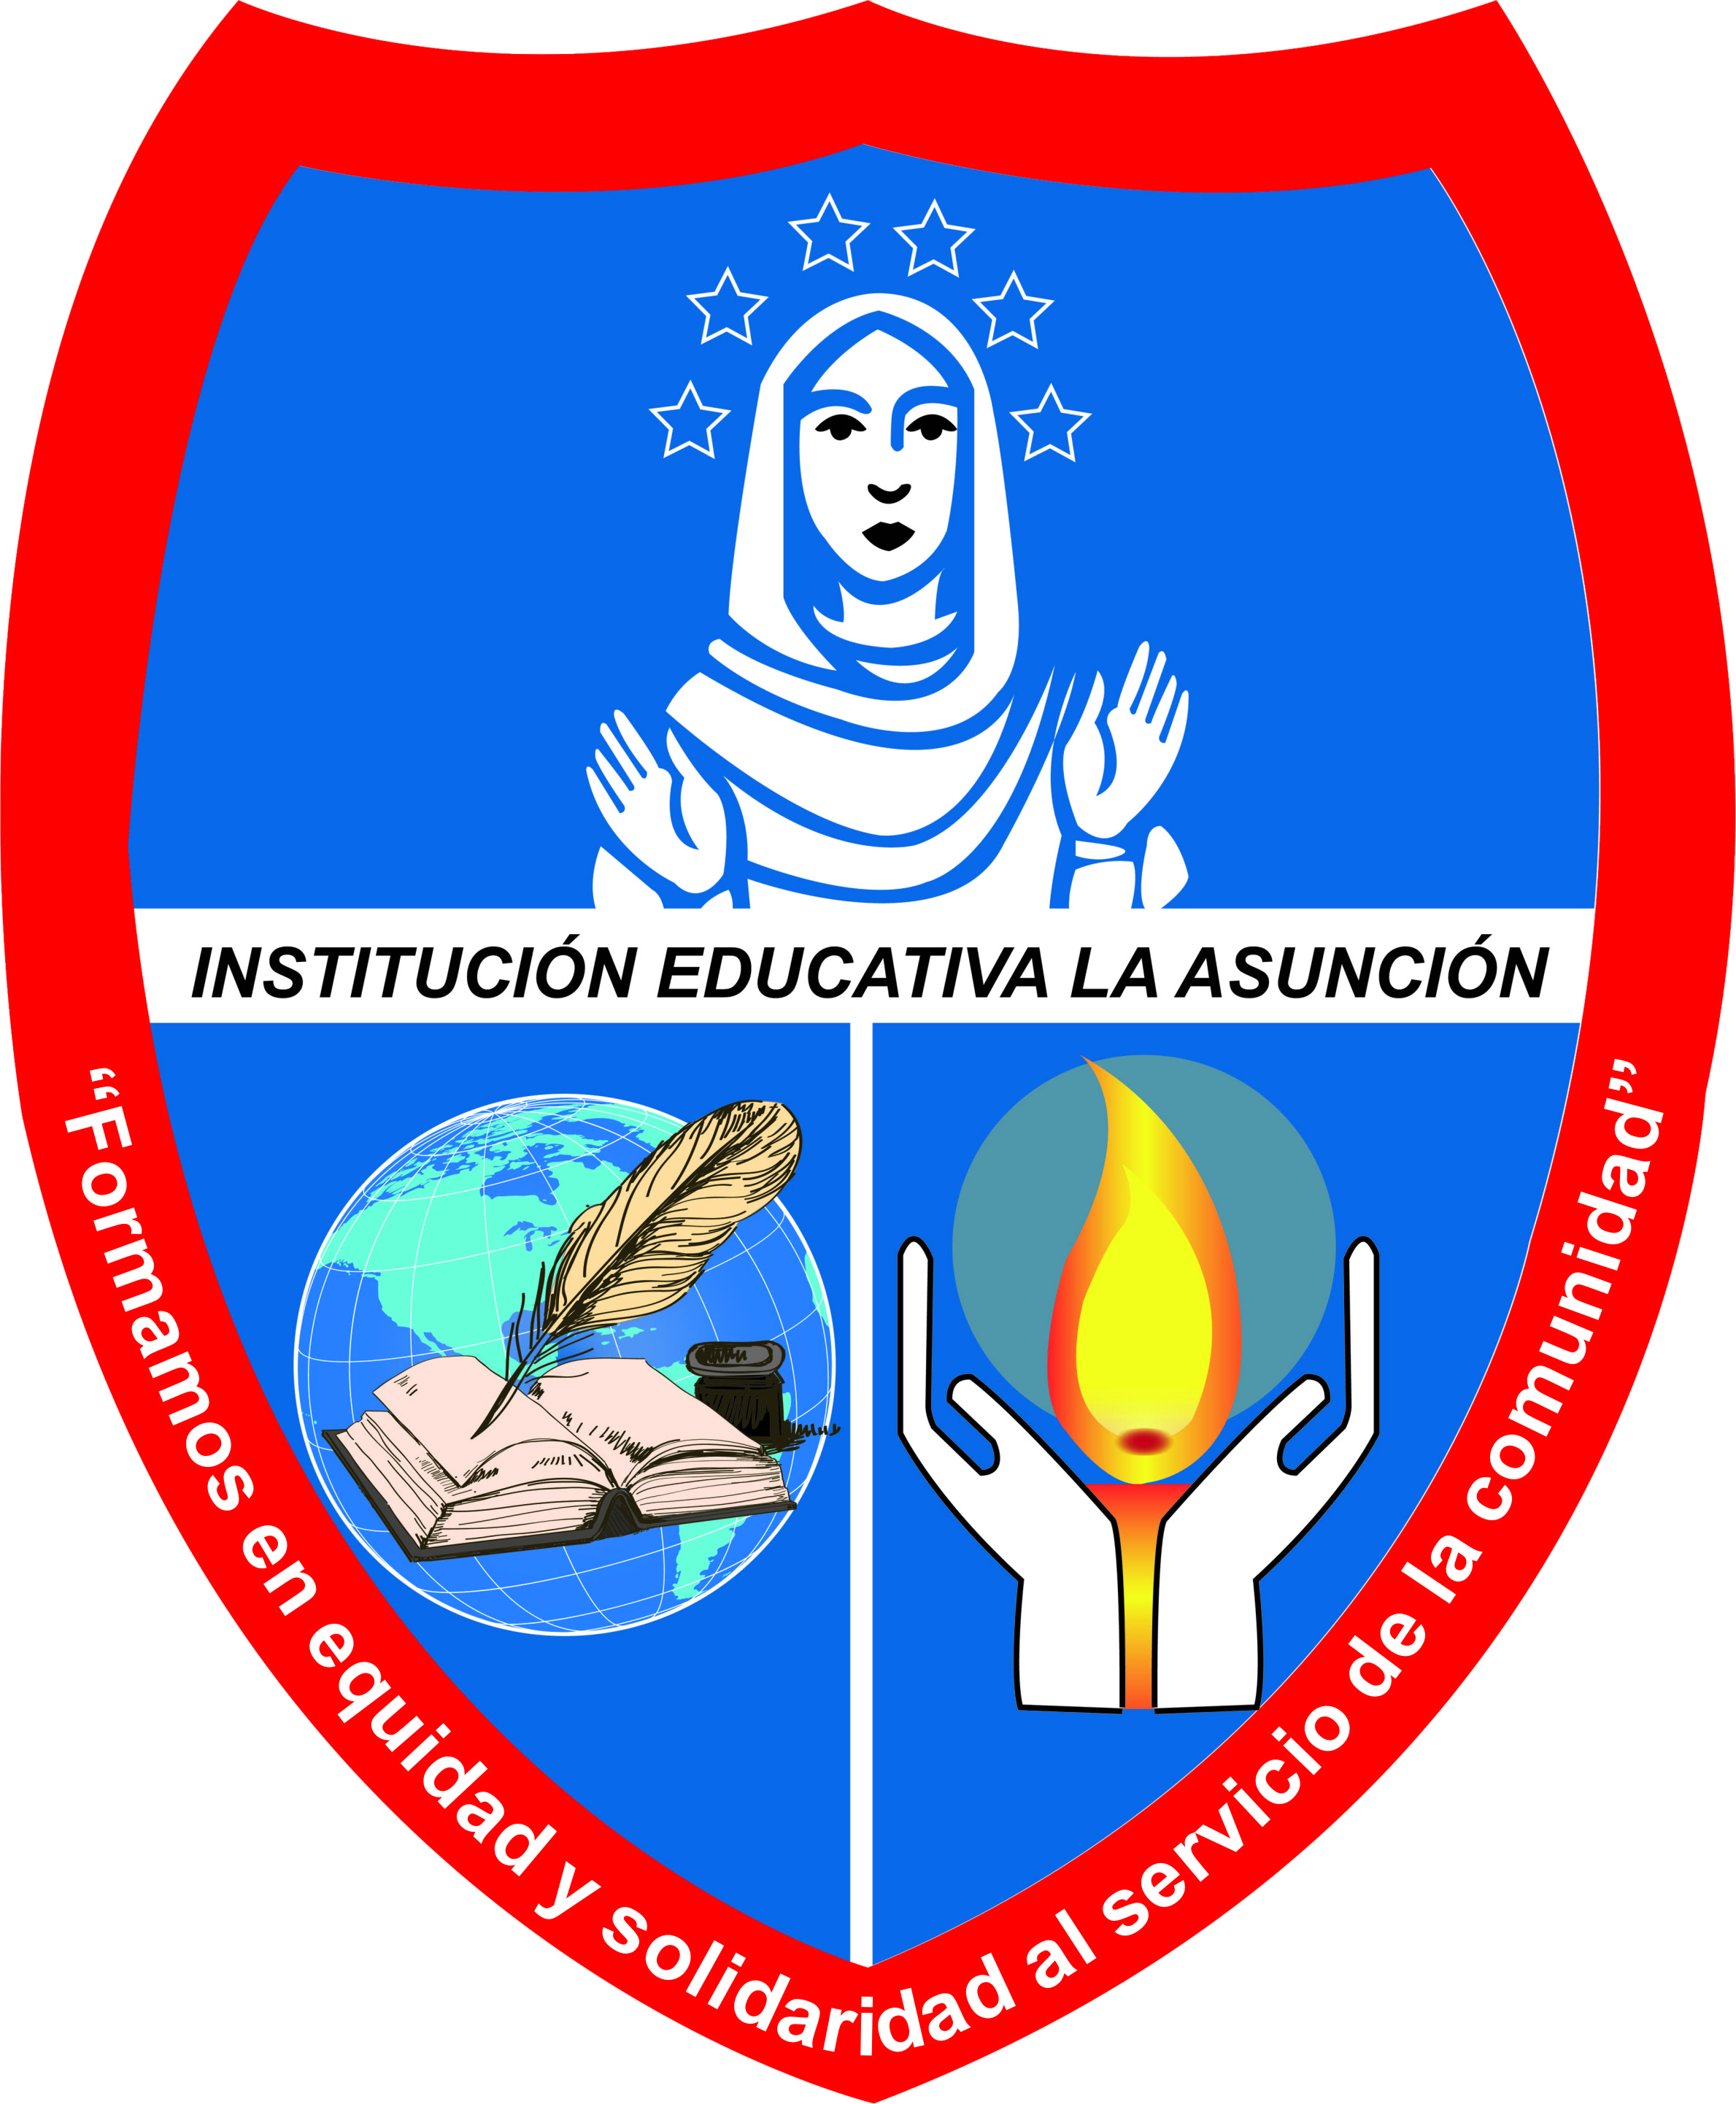 INSTITUCIÓN EDUCATIVA LA ASUNCIÓN
“Formamos en equidad y solidaridad al servicio de la comunidad”